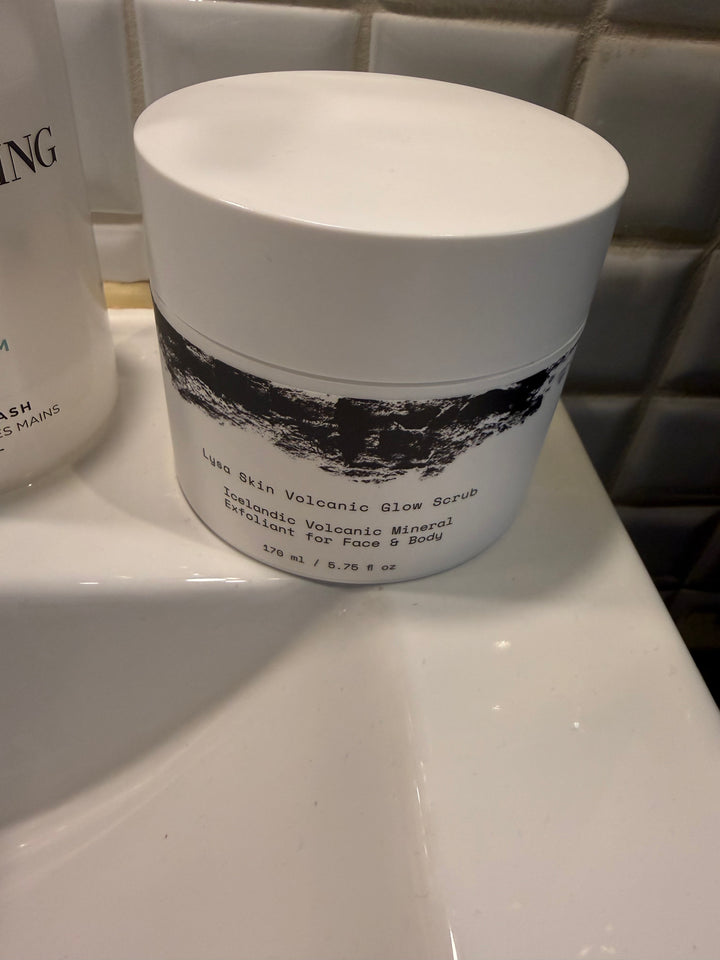 ING
M
ASH
ES MAINS
Lysa Skin Volcanic Glow Scrub
Icelandic Volcanic Mineral
Exfoliant for Face & Body
170 ml / 5.75 fl oz